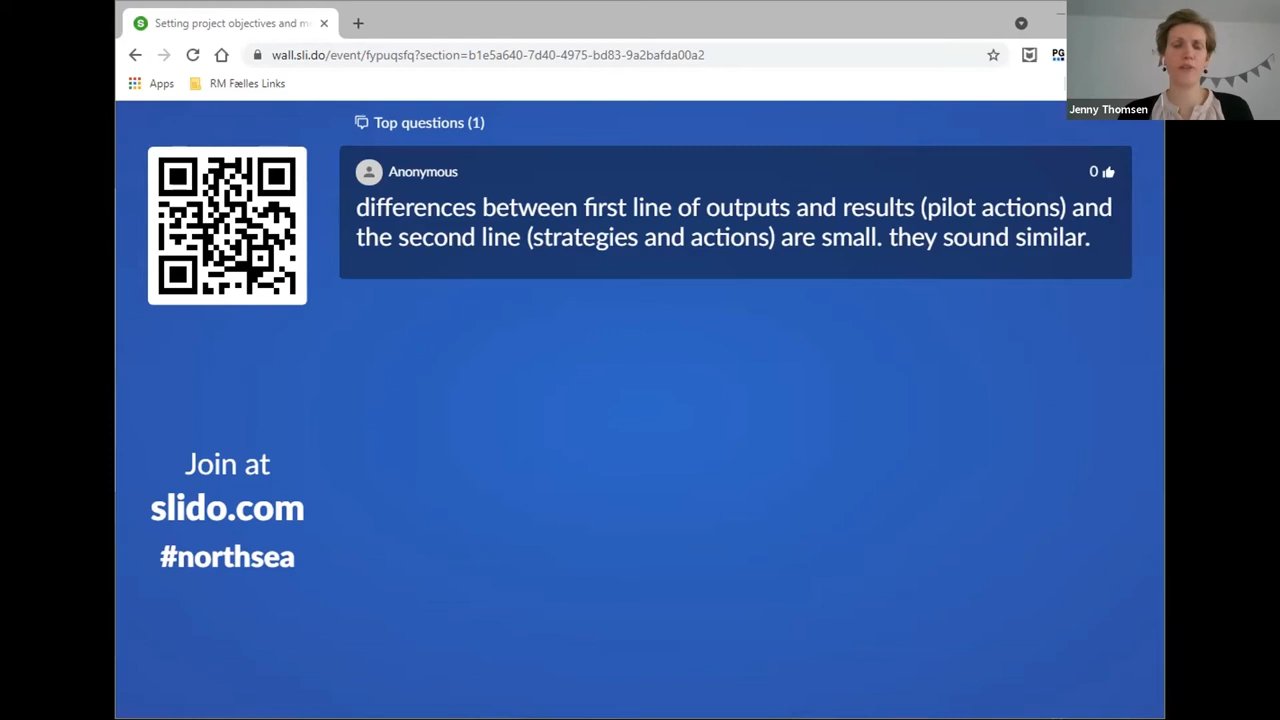 Setting project objectives and m
wall.sli.do/event/fypuqsfq?section=b1e5a640-7d40-4975-bd83-9a2bafda00a2
PG
Apps
RM Fælles Links
Jenny Thomsen
Top questions (1)
Anonymous
0
differences between first line of outputs and results (pilot actions) and
the second line (strategies and actions) are small. they sound similar.
Join at
slido.com
#northsea